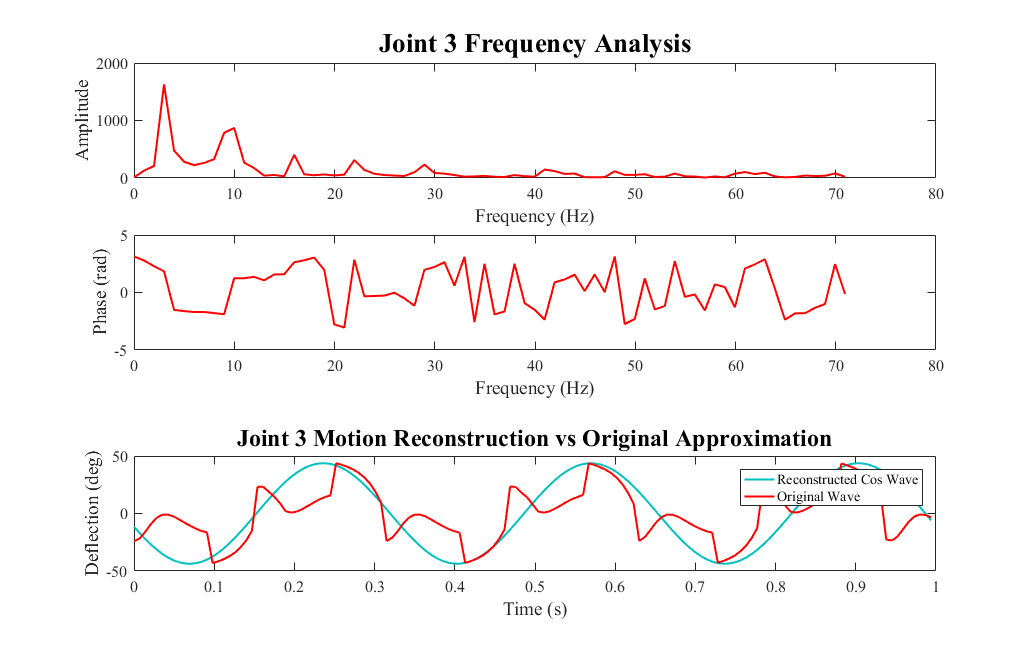 Joint 3 Frequency Analysis
2000
1000
0
Amplitude
0 10 20 30 40 50 60 70 80
Frequency (Hz)
5
0
-5
Phase (rad)
0 10 20 30 40 50 60 70 80
Frequency (Hz)
Joint 3 Motion Reconstruction vs Original Approximation
50
0
-50
Deflection (deg)
Reconstructed Cos Wave
Original Wave
0 0.1 0.2 0.3 0.4 0.5 0.6 0.7 0.8 0.9 1
Time (s)